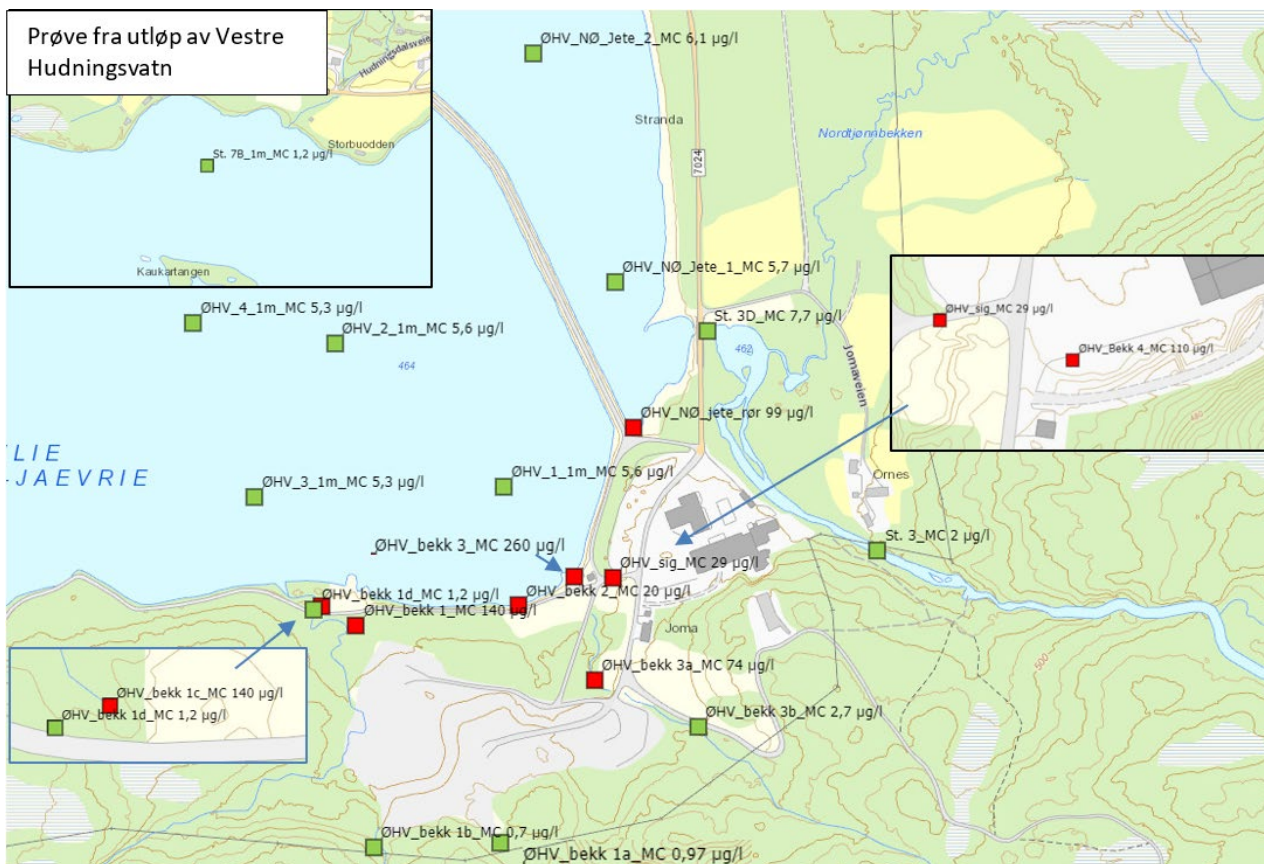 Prøve fra utløp av Vestre
Hudningsvatn
Hudningsdalsveien
Storbuodden
St. 7B_1m_MC 1,2 µg/l
Kaukartangen
ØHV_NØ_Jete_2_MC 6,1 µg/l
Stranda
Nordtjønnbekken
7024
ØHV_NØ_Jete_1_MC 5,7 µg/l
ØHV_4_1m_MC 5,3 µg/l
ØHV_2_1m_MC 5,6 µg/l
St. 3D_MC 7,7 µg/l
462
464
Jomaveien
ØHV_sig_MC 29 µg/l
ØHV_Bekk 4_MC 110 µg/l
480
ØHV_NØ_jete_rør 99 µg/l
LIE
-JAEVRIE
ØHV_1_1m_MC 5,6 µg/l
ØHV_3_1m_MC 5,3 µg/l
Ornes
ØHV_bekk 3_MC 260 µg/l
St. 3_MC 2 µg/l
ØHV_sig_MC 29 µg/l
ØHV_bekk 2_MC 20 µg/l
ØHV_bekk 1d_MC 1,2 µg/l
ØHV_bekk 1_MC 140 µg/l
Joma
500
ØHV_bekk 3a_MC 74 µg/l
ØHV_bekk 1c_MC 140 µg/l
ØHV_bekk 1d_MC 1,2 µg/l
ØHV_bekk 3b_MC 2,7 µg/l
ØHV_bekk 1b_MC 0,7 µg/l
ØHV_bekk 1a_MC 0,97 µg/l